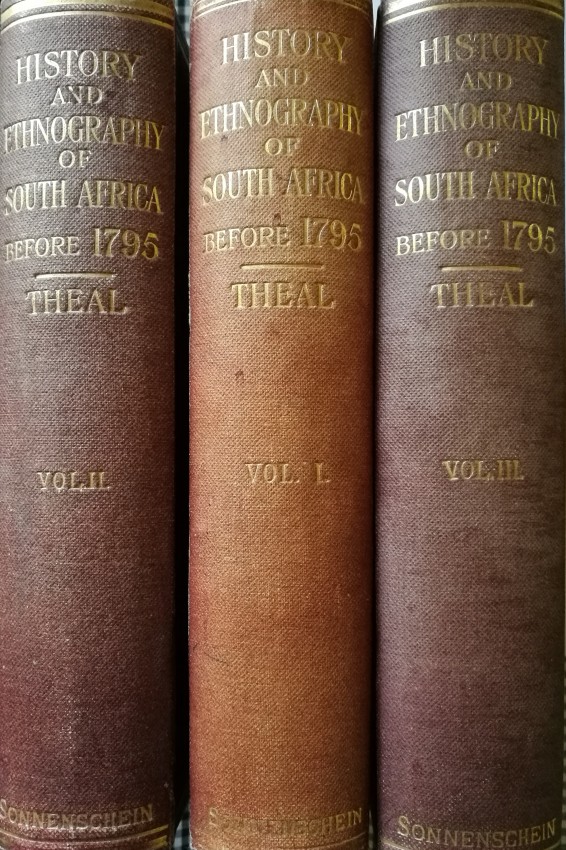 HISTORY
AND
ETHNOGRAPHY
OF
SOUTH AFRICA
BEFORE 1795
THEAL
VOL. II.
SONNENSCHEIN
HISTORY
AND
ETHNOGRAPHY
OF
SOUTH AFRICA
BEFORE 1795
THEAL
VOL. I.
SONNENSCHEIN
HISTORY
AND
ETHNOGRAPHY
OF
SOUTH AFRICA
BEFORE 1795
THEAL
VOL. III.
SONNENSCHEIN